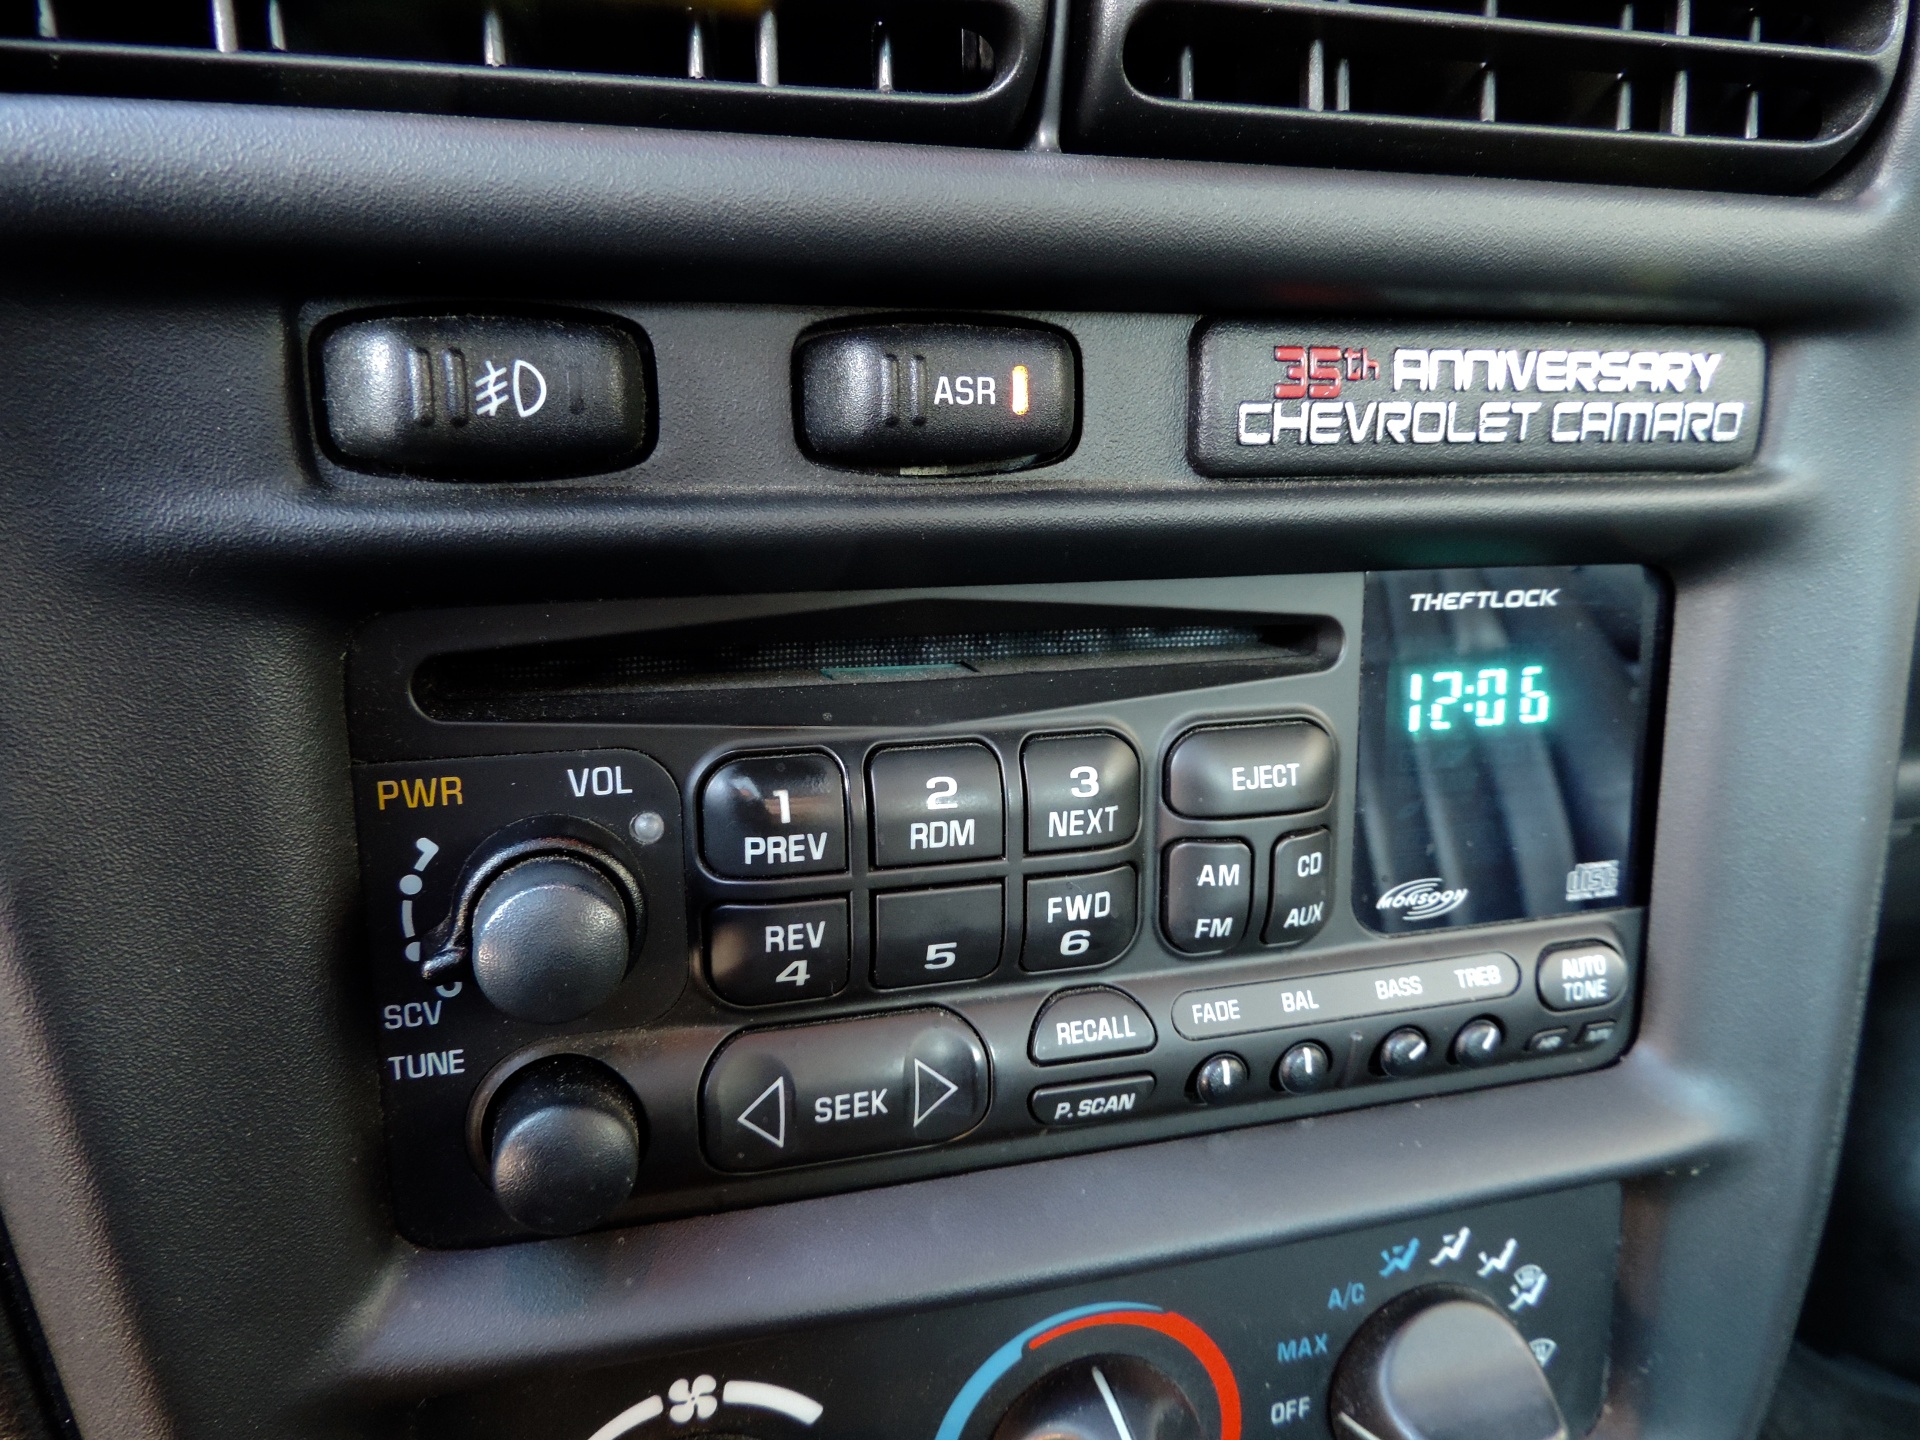 ASR
35th ANNIVERSARY
CHEVROLET CAMARO
THEFTLOCK
12:06
PWR
VOL
1
PREV
2
RDM
3
NEXT
EJECT
AM
FM
CD
AUX
MONSOON
disc
REV
4
5
FWD
6
SCV
TUNE
SEEK
RECALL
P.SCAN
FADE
BAL
BASS
TREB
AUTO
TONE
A/C
MAX
OFF